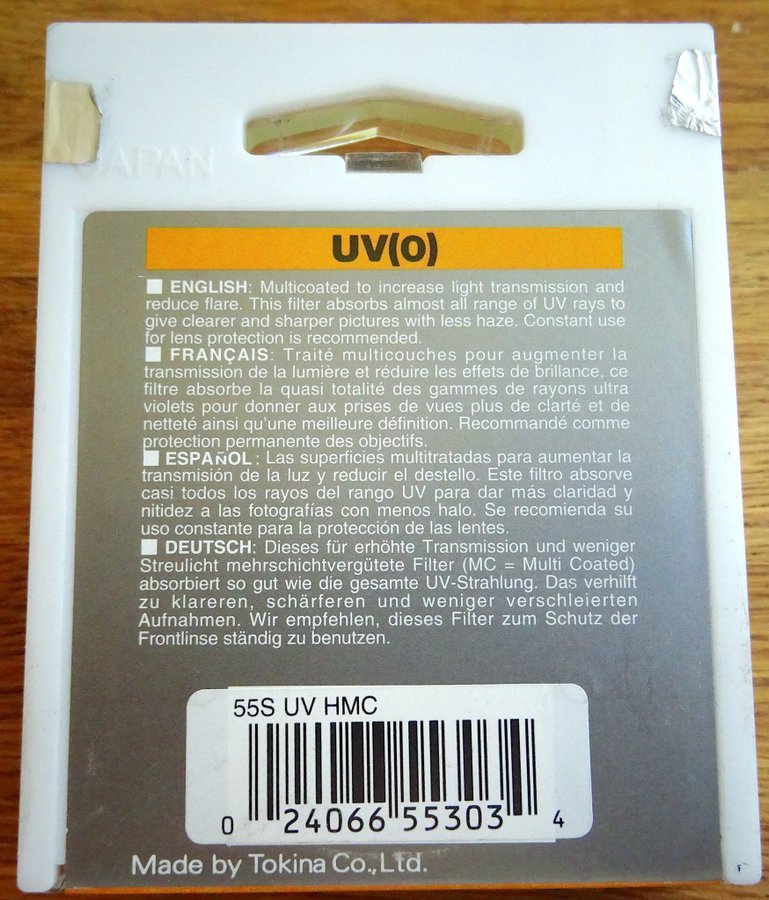 JAPAN
UV(0)
■ ENGLISH: Multicoated to increase light transmission and
reduce flare. This filter absorbs almost all range of UV rays to
give clearer and sharper pictures with less haze. Constant use
for lens protection is recommended.
■ FRANÇAIS: Traité multicouches pour augmenter la
transmission de la lumière et réduire les effets de brillance, ce
filtre absorbe la quasi totalité des gammes de rayons ultra
violets pour donner aux prises de vues plus de clarté et de
netteté ainsi qu'une meilleure définition. Recommandé comme
protection permanente des objectifs.
■ ESPAÑOL: Las superficies multitratadas para aumentar la
transmisión de la luz y reducir el destello. Este filtro absorve
casi todos los rayos del rango UV para dar más claridad y
nitidez a las fotografías con menos halo. Se recomienda su
uso constante para la protección de las lentes.
■ DEUTSCH: Dieses für erhöhte Transmission und weniger
Streulicht mehrschichtvergütete Filter (MC = Multi Coated)
absorbiert so gut wie die gesamte UV-Strahlung. Das verhilft
zu klareren, schärferen und weniger verschleierten
Aufnahmen. Wir empfehlen, dieses Filter zum Schutz der
Frontlinse ständig zu benutzen.
55S UV HMC
0 24066 55303 4
Made by Tokina Co.,Ltd.